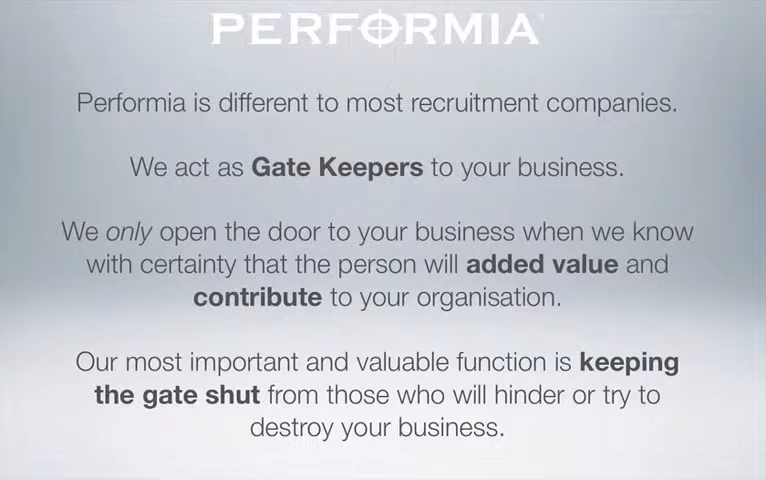 PERFORMIA
Performia is different to most recruitment companies.
We act as Gate Keepers to your business.
We only open the door to your business when we know
with certainty that the person will added value and
contribute to your organisation.
Our most important and valuable function is keeping
the gate shut from those who will hinder or try to
destroy your business.